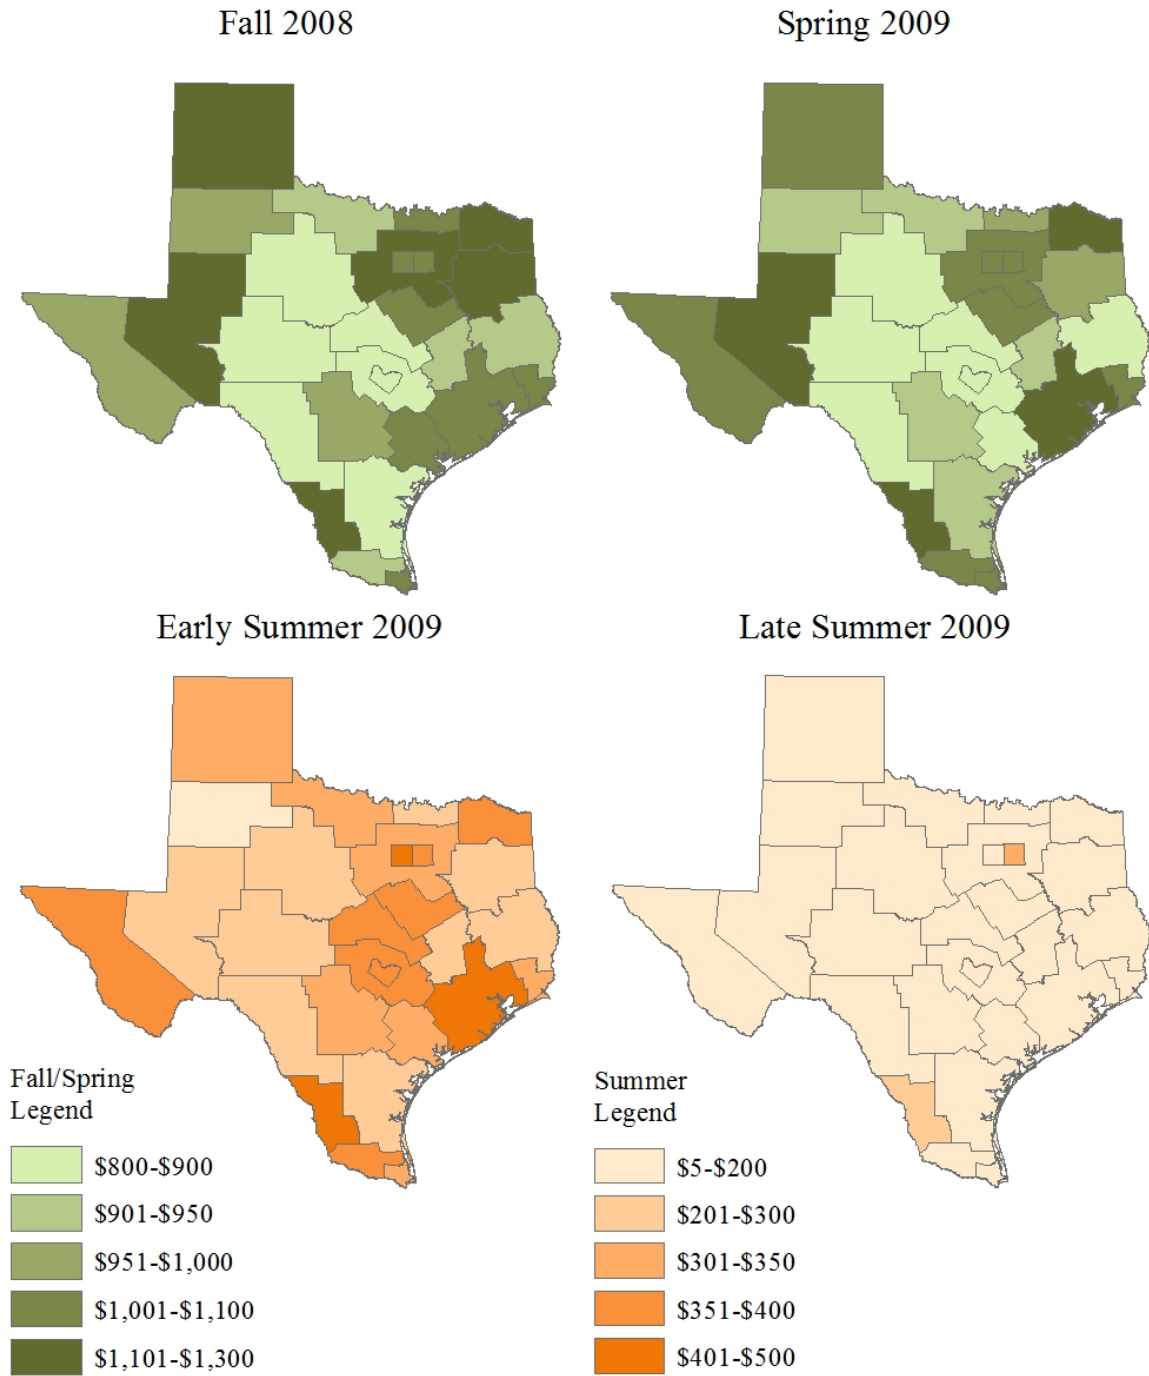 Fall 2008
Spring 2009
Early Summer 2009
Late Summer 2009
Fall/Spring
Legend
$800-$900
$901-$950
$951-$1,000
$1,001-$1,100
$1,101-$1,300
Summer
Legend
$5-$200
$201-$300
$301-$350
$351-$400
$401-$500